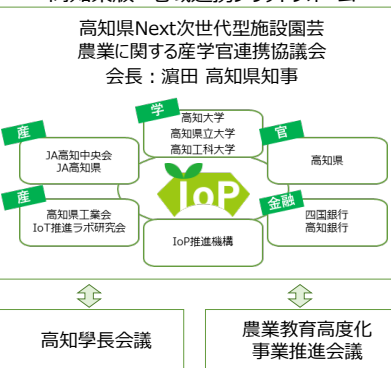 高知県Next次世代型施設園芸
農業に関する産学官連携協議会
会長：濵田 高知県知事
学
高知大学
高知県立大学
高知工科大学
産
JA高知中央会
JA高知県
官
高知県
IoP
産
高知県工業会
IoT推進ラボ研究会
金融
四国銀行
高知銀行
IoP推進機構
高知學長会議
農業教育高度化
事業推進会議